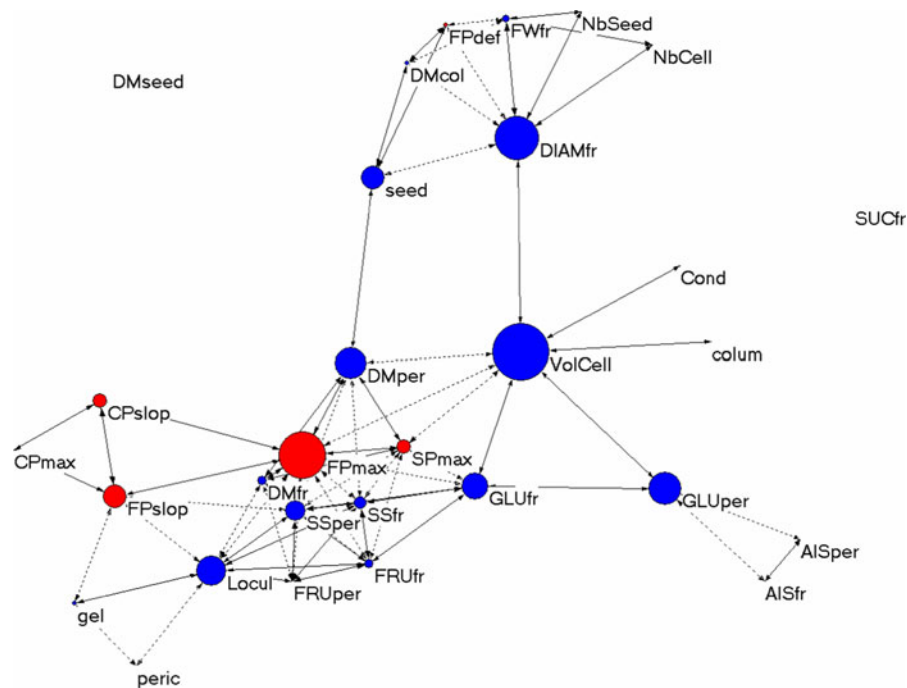 NbSeed
FPdef
FWfr
NbCell
DMcol
DMseed
DIAMfr
seed
SUCfr
Cond
colum
VolCell
DMper
CPslop
CPmax
FPmax
SPmax
DMfr
GLUfr
GLUper
FPslop
SSper
SSfr
AISper
FRUfr
Locul
FRUper
AISfr
gel
peric